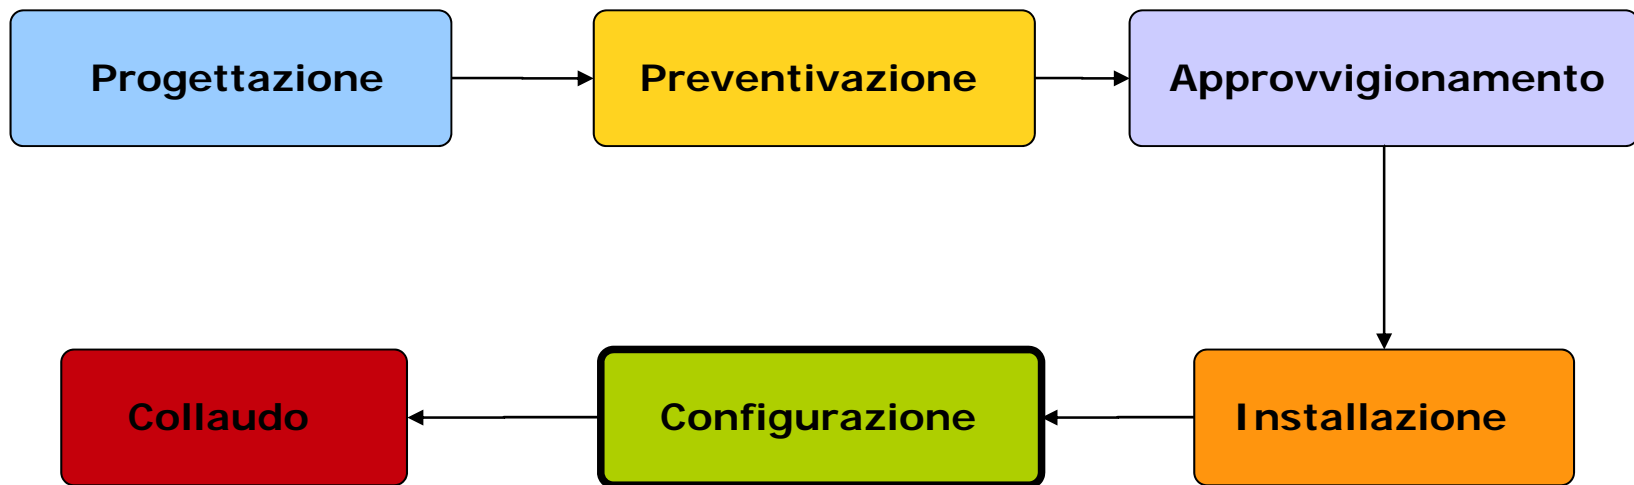 Progettazione
Preventivazione
Approvvigionamento
Installazione
Configurazione
Collaudo